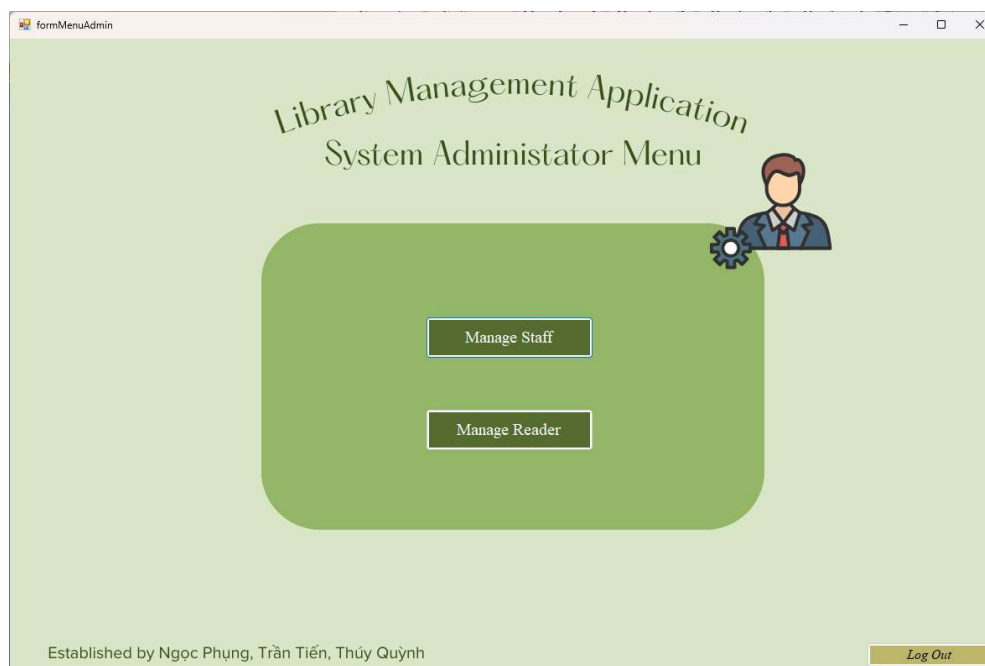 formMenuAdmin
Library Management Application
System Administator Menu
Manage Staff
Manage Reader
Established by Ngọc Phụng, Trần Tiến, Thúy Quỳnh
Log Out